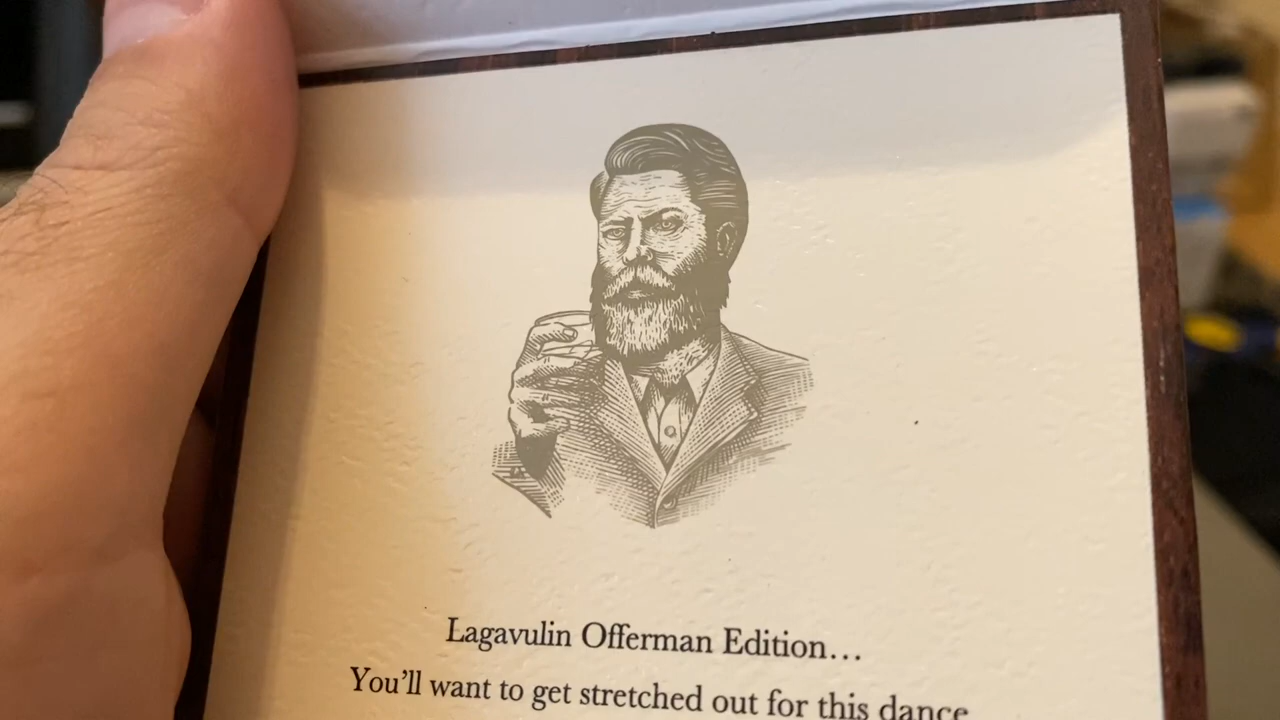 Lagavulin Offerman Edition…
You’ll want to get stretched out for this dance